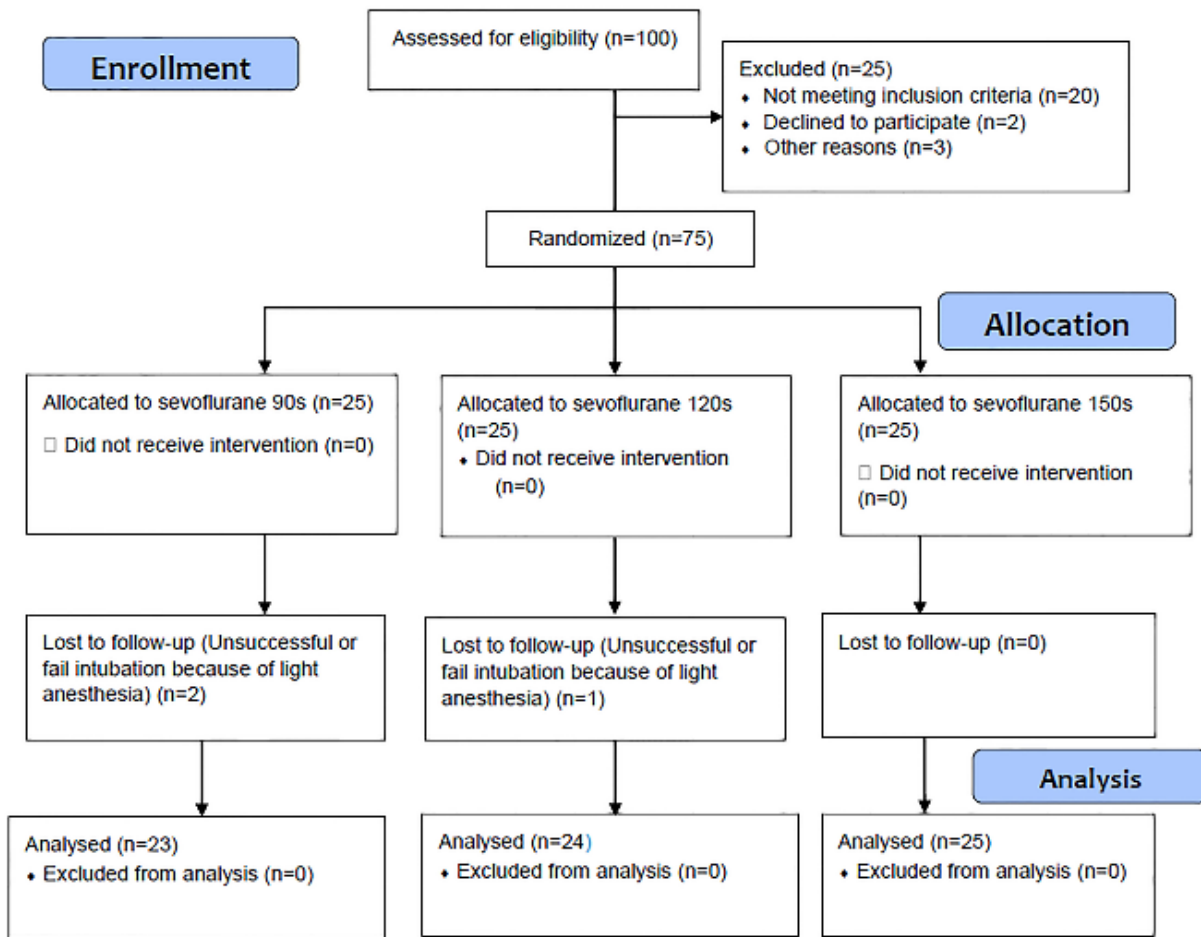 Enrollment
Assessed for eligibility (n=100)
Excluded (n=25)
⬧ Not meeting inclusion criteria (n=20)
⬧ Declined to participate (n=2)
⬧ Other reasons (n=3)
Randomized (n=75)
Allocation
Allocated to sevoflurane 90s (n=25)
□ Did not receive intervention (n=0)
Allocated to sevoflurane 120s
(n=25)
⬧ Did not receive intervention
(n=0)
Allocated to sevoflurane 150s
(n=25)
□ Did not receive intervention
(n=0)
Lost to follow-up (Unsuccessful or
fail intubation because of light
anesthesia) (n=2)
Lost to follow-up (Unsuccessful or
fail intubation because of light
anesthesia) (n=1)
Lost to follow-up (n=0)
Analysis
Analysed (n=23)
⬧ Excluded from analysis (n=0)
Analysed (n=24)
⬧ Excluded from analysis (n=0)
Analysed (n=25)
⬧ Excluded from analysis (n=0)